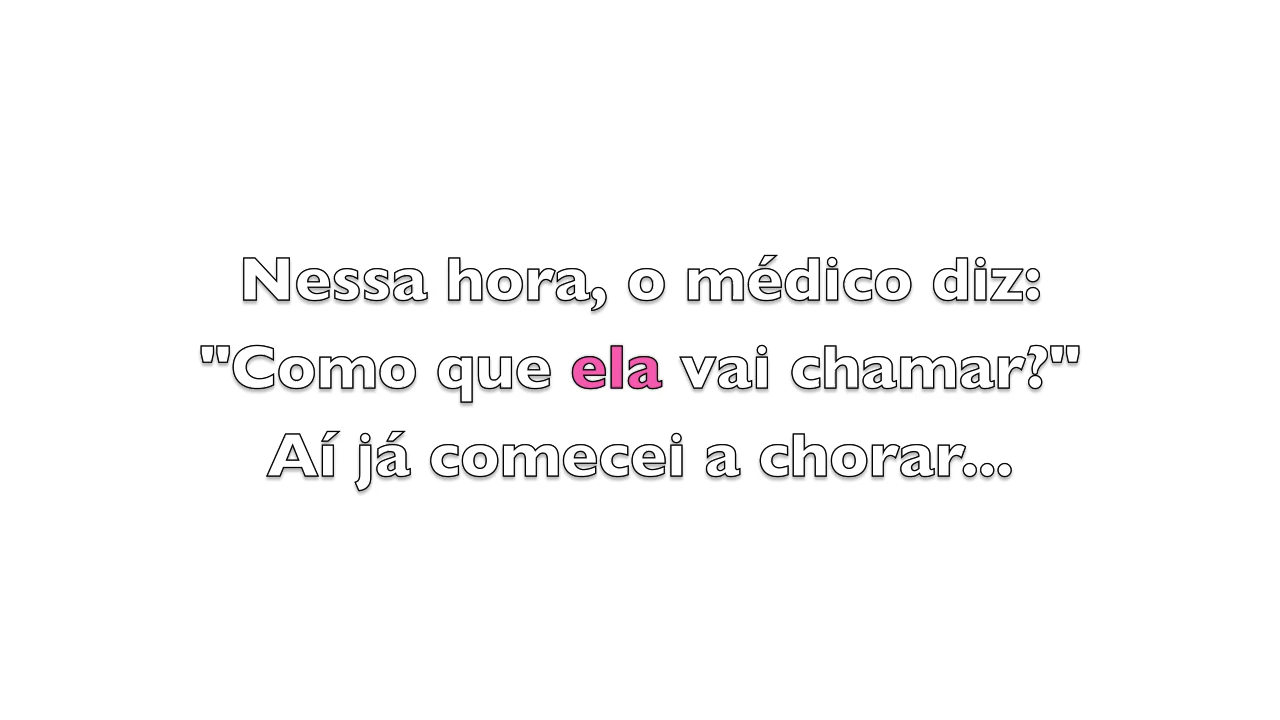 Nessa hora, o médico diz:
"Como que ela vai chamar?"
Aí já comecei a chorar...